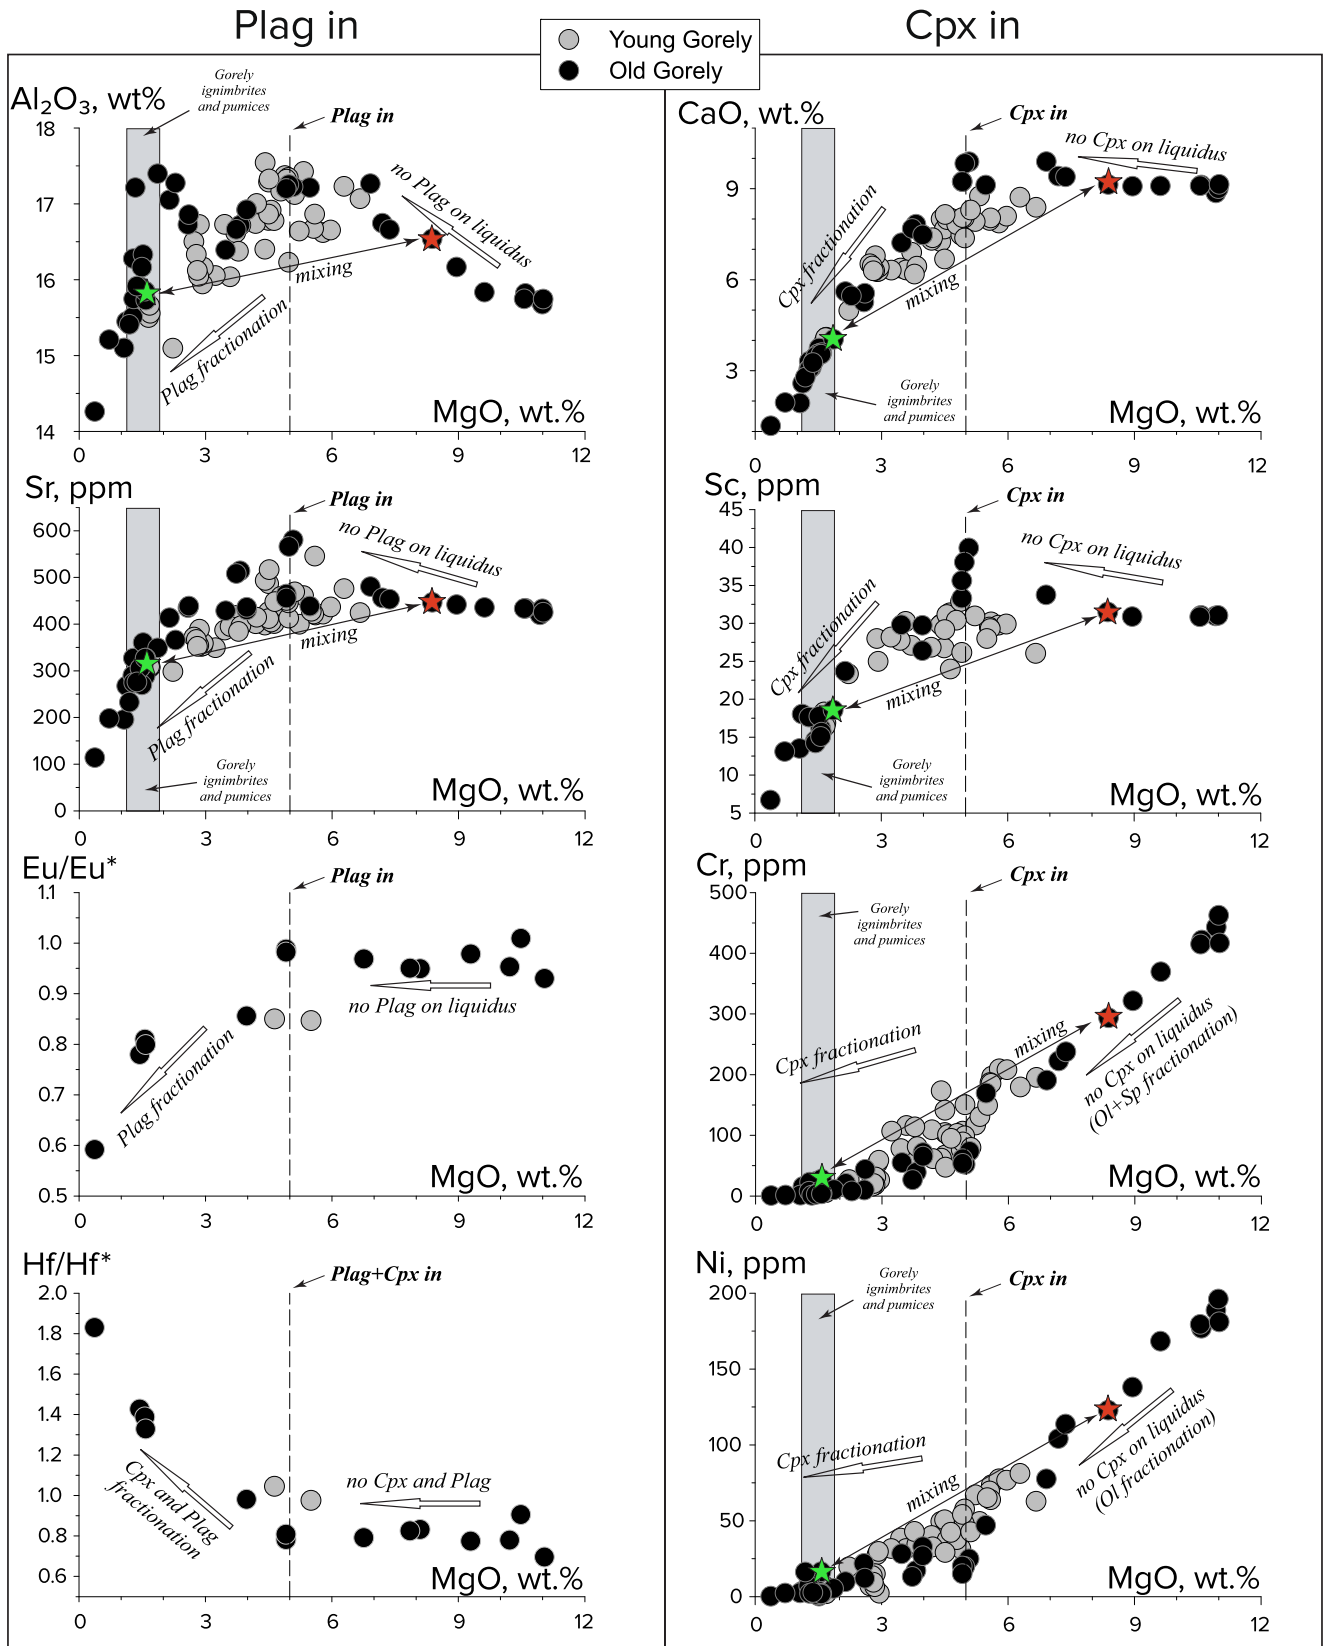 Plag in
Cpx in
Young Gorely
Old Gorely
Al₂O₃, wt%
Gorely
ignimbrites
and pumices
Plag in
no Plag on liquidus
mixing
Plag fractionation
MgO, wt.%
18
17
16
15
14
0 3 6 9 12
CaO, wt.%
Cpx in
no Cpx on liquidus
Cpx fractionation
mixing
Gorely
ignimbrites
and pumices
MgO, wt.%
9
6
3
0 3 6 9 12
Sr, ppm
Plag in
no Plag on liquidus
mixing
Plag fractionation
Gorely
ignimbrites
and pumices
MgO, wt.%
600
500
400
300
200
100
0
0 3 6 9 12
Sc, ppm
Cpx in
no Cpx on liquidus
Cpx fractionation
mixing
Gorely
ignimbrites
and pumices
MgO, wt.%
45
40
35
30
25
20
15
10
5
0 3 6 9 12
Eu/Eu*
Plag in
no Plag on liquidus
Plag fractionation
MgO, wt.%
1.1
1.0
0.9
0.8
0.7
0.6
0.5
0 3 6 9 12
Cr, ppm
Cpx in
Gorely
ignimbrites
and pumices
Cpx fractionation
mixing
no Cpx on liquidus
(Ol+Sp fractionation)
MgO, wt.%
500
400
300
200
100
0
0 3 6 9 12
Hf/Hf*
Plag+Cpx in
no Cpx and Plag
Cpx and Plag
fractionation
MgO, wt.%
2.0
1.8
1.6
1.4
1.2
1.0
0.8
0.6
0 3 6 9 12
Ni, ppm
Gorely
ignimbrites
and pumices
Cpx in
Cpx fractionation
mixing
no Cpx on liquidus
(Ol fractionation)
MgO, wt.%
200
150
100
50
0
0 3 6 9 12